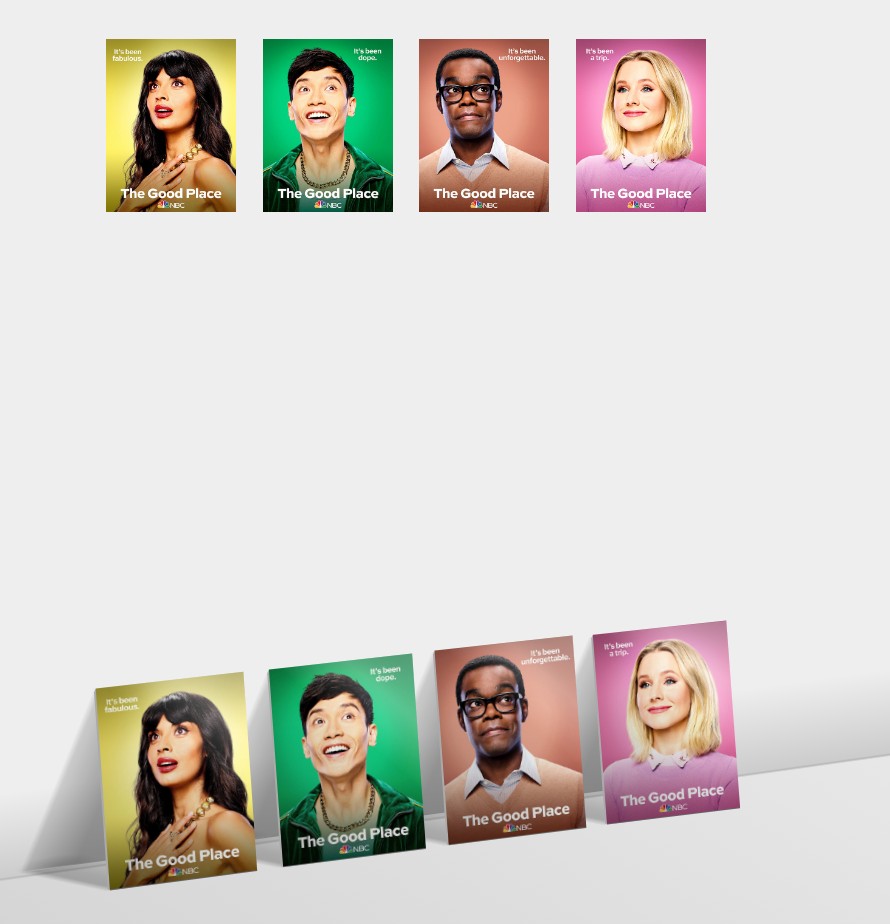 It's been
fabulous.
The Good Place
NBC
It's been
dope.
The Good Place
NBC
It's been
unforgettable.
The Good Place
NBC
It's been
a trip.
The Good Place
NBC
It's been
fabulous.
The Good Place
NBC
It's been
dope.
The Good Place
NBC
It's been
unforgettable.
The Good Place
NBC
It's been
a trip.
The Good Place
NBC